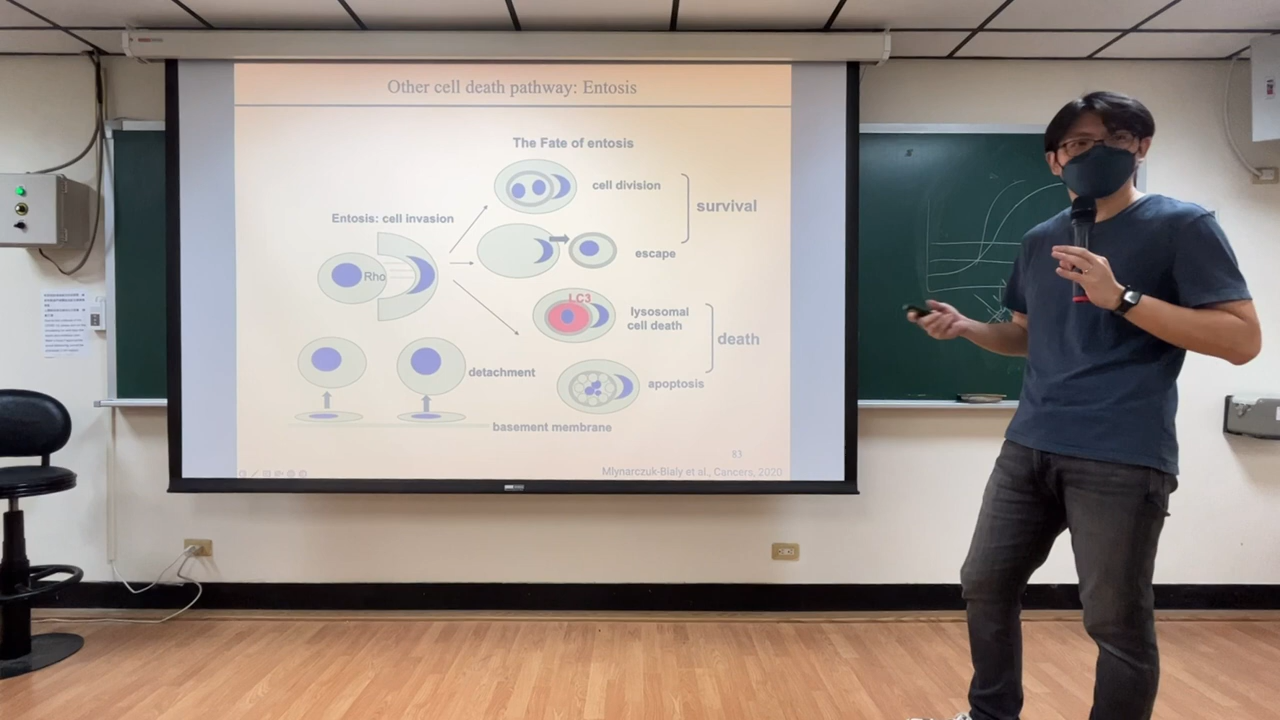 Other cell death pathway: Entosis
The Fate of entosis
cell division
survival
Entosis: cell invasion
Rho
escape
LC3
lysosomal
cell death
death
detachment
apoptosis
basement membrane
83
Mlynarczuk-Bialy et al., Cancers, 2020